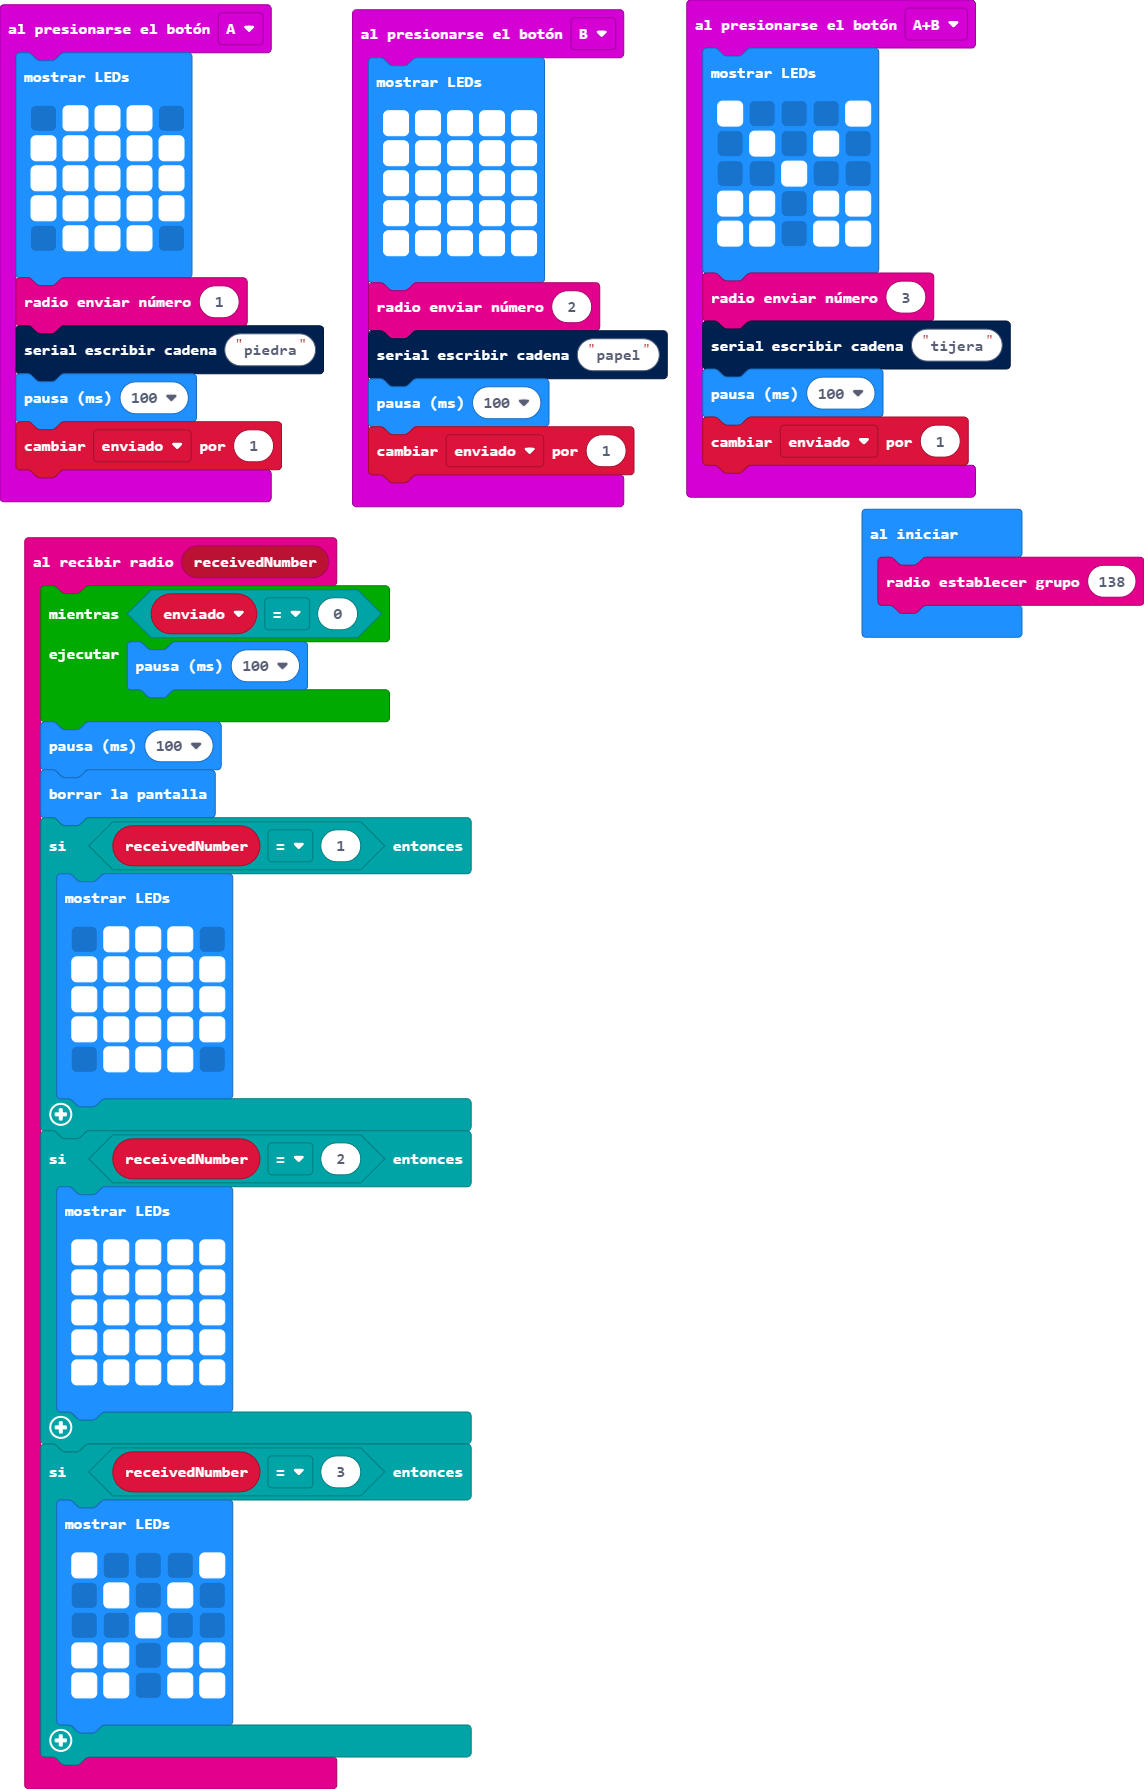 al presionarse el botón A
mostrar LEDs
radio enviar número 1
serial escribir cadena "piedra"
pausa (ms) 100
cambiar enviado por 1
al presionarse el botón B
mostrar LEDs
radio enviar número 2
serial escribir cadena "papel"
pausa (ms) 100
cambiar enviado por 1
al presionarse el botón A+B
mostrar LEDs
radio enviar número 3
serial escribir cadena "tijera"
pausa (ms) 100
cambiar enviado por 1
al iniciar
radio establecer grupo 138
al recibir radio receivedNumber
mientras enviado = 0
ejecutar pausa (ms) 100
pausa (ms) 100
borrar la pantalla
si receivedNumber = 1 entonces
mostrar LEDs
si receivedNumber = 2 entonces
mostrar LEDs
si receivedNumber = 3 entonces
mostrar LEDs